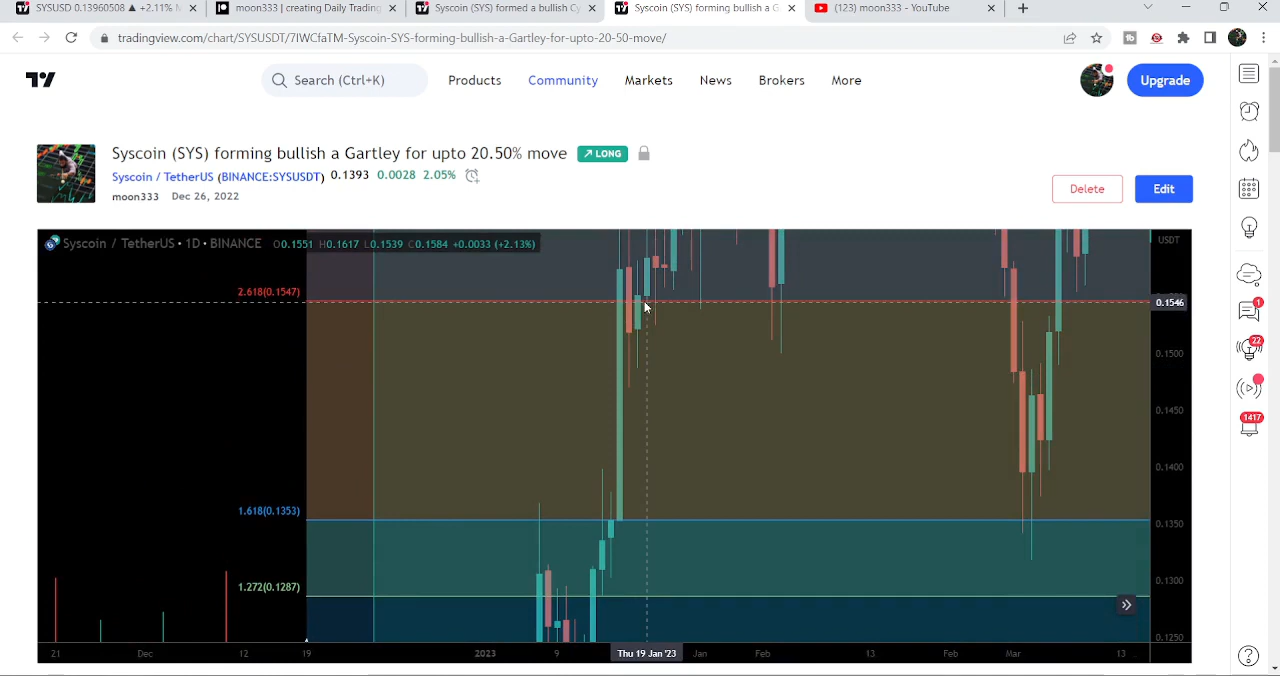 SYSUSD 0.13960508 ▲ +2.11%
moon333 | creating Daily Trading
Syscoin (SYS) formed a bullish Cy
Syscoin (SYS) forming bullish a G
(123) moon333 - YouTube
tradingview.com/chart/SYSUSDT/7IWCfaTM-Syscoin-SYS-forming-bullish-a-Gartley-for-upto-20-50-move/
Search (Ctrl+K)
Products
Community
Markets
News
Brokers
More
Upgrade
Syscoin (SYS) forming bullish a Gartley for upto 20.50% move
LONG
Syscoin / TetherUS (BINANCE:SYSUSDT) 0.1393 0.0028 2.05%
moon333 Dec 26, 2022
Delete
Edit
Syscoin / TetherUS • 1D • BINANCE O0.1551 H0.1617 L0.1539 C0.1584 +0.0033 (+2.13%)
USDT
2.618(0.1547)
0.1546
0.1500
0.1450
0.1400
1.618(0.1353)
0.1350
1.272(0.1287)
0.1300
0.1250
21 Dec 12 19 2023 9 Thu 19 Jan '23 Jan Feb 13 Feb Mar 13
1
22
1417